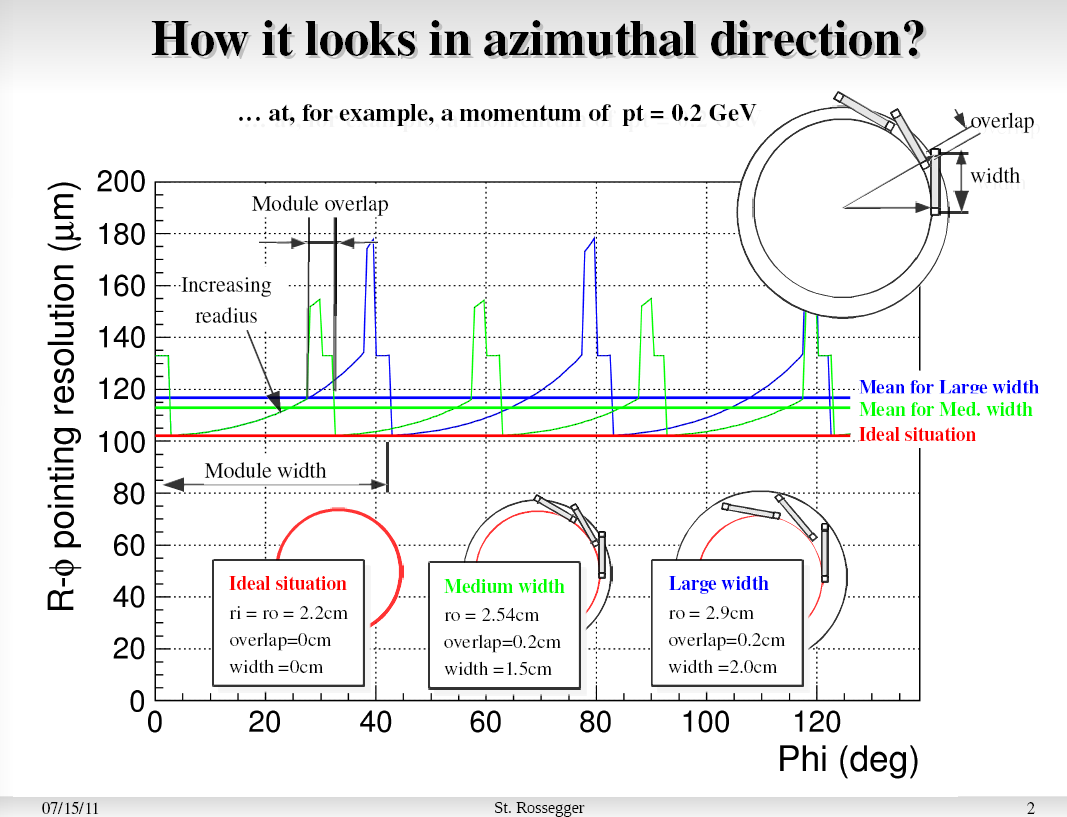 How it looks in azimuthal direction?
… at, for example, a momentum of pt = 0.2 GeV
overlap
width
R-ϕ pointing resolution (μm)
200
180
160
140
120
100
80
60
40
20
0
Module overlap
Increasing
readius
Mean for Large width
Mean for Med. width
Ideal situation
Module width
Ideal situation
ri = ro = 2.2cm
overlap=0cm
width =0cm
Medium width
ro = 2.54cm
overlap=0.2cm
width =1.5cm
Large width
ro = 2.9cm
overlap=0.2cm
width =2.0cm
0 20 40 60 80 100 120
Phi (deg)
07/15/11 St. Rossegger 2